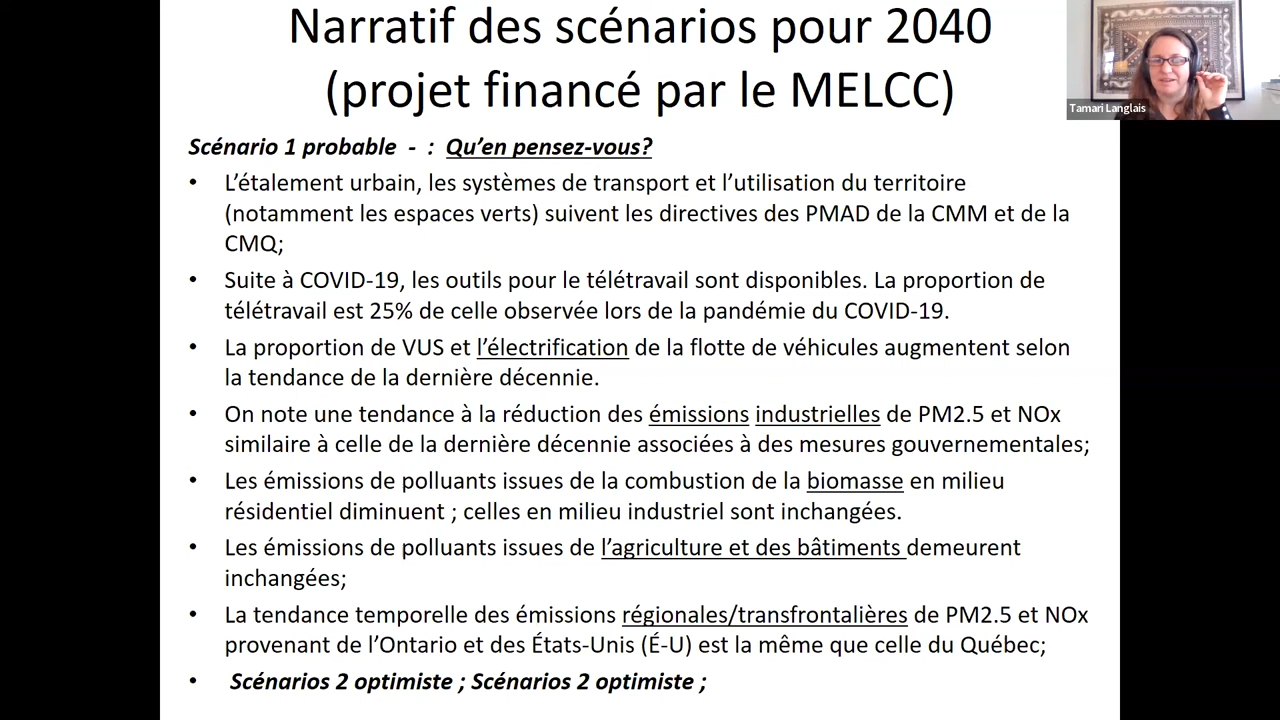 Narratif des scénarios pour 2040
(projet financé par le MELCC)
Tamari Langlais
Scénario 1 probable - : Qu’en pensez-vous?
• L’étalement urbain, les systèmes de transport et l’utilisation du territoire
(notamment les espaces verts) suivent les directives des PMAD de la CMM et de la
CMQ;
• Suite à COVID-19, les outils pour le télétravail sont disponibles. La proportion de
télétravail est 25% de celle observée lors de la pandémie du COVID-19.
• La proportion de VUS et l’électrification de la flotte de véhicules augmentent selon
la tendance de la dernière décennie.
• On note une tendance à la réduction des émissions industrielles de PM2.5 et NOx
similaire à celle de la dernière décennie associées à des mesures gouvernementales;
• Les émissions de polluants issues de la combustion de la biomasse en milieu
résidentiel diminuent ; celles en milieu industriel sont inchangées.
• Les émissions de polluants issues de l’agriculture et des bâtiments demeurent
inchangées;
• La tendance temporelle des émissions régionales/transfrontalières de PM2.5 et NOx
provenant de l’Ontario et des États-Unis (É-U) est la même que celle du Québec;
• Scénarios 2 optimiste ; Scénarios 2 optimiste ;